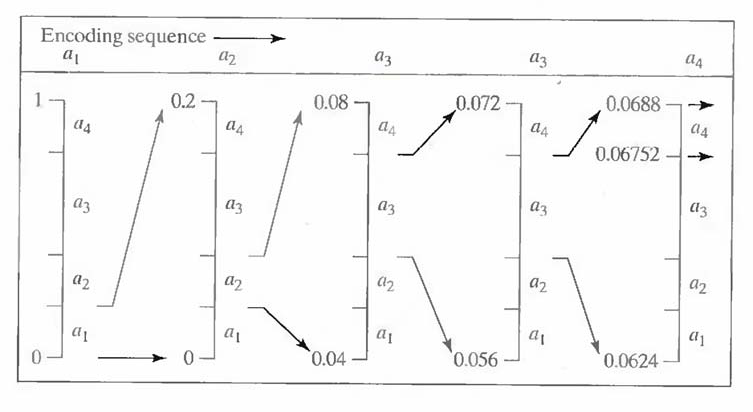 Encoding sequence
a₁ a₂ a₃ a₃ a₄
1 0.2 0.08 0.072 0.0688
a₄ a₄ a₄ a₄ a₄
0.06752
a₃ a₃ a₃ a₃ a₃
a₂ a₂ a₂ a₂ a₂
a₁ a₁ a₁ a₁ a₁
0 0 0.04 0.056 0.0624